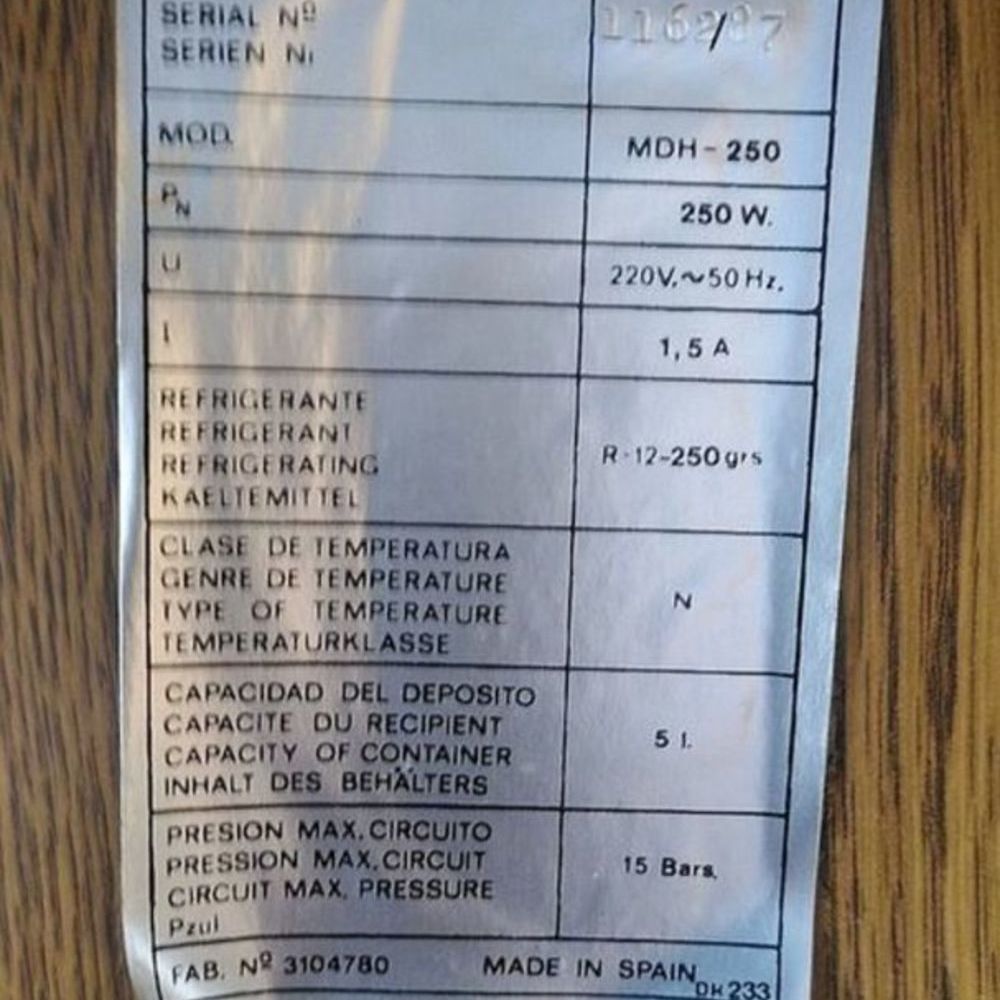 SERIAL Nº
SERIEN Nr
MOD. MDH-250
PN 250 W.
U 220V.~50 Hz.
I 1,5 A
REFRIGERANTE
REFRIGERANT
REFRIGERATING
KAELTEMITTEL
R-12-250grs
CLASE DE TEMPERATURA
GENRE DE TEMPERATURE
TYPE OF TEMPERATURE
TEMPERATURKLASSE
N
CAPACIDAD DEL DEPOSITO
CAPACITE DU RECIPIENT
CAPACITY OF CONTAINER
INHALT DES BEHÄLTERS
5 l.
PRESION MAX. CIRCUITO
PRESSION MAX. CIRCUIT
CIRCUIT MAX. PRESSURE
Pzul
15 Bars.
FAB. Nº 3104780 MADE IN SPAIN
DH 233